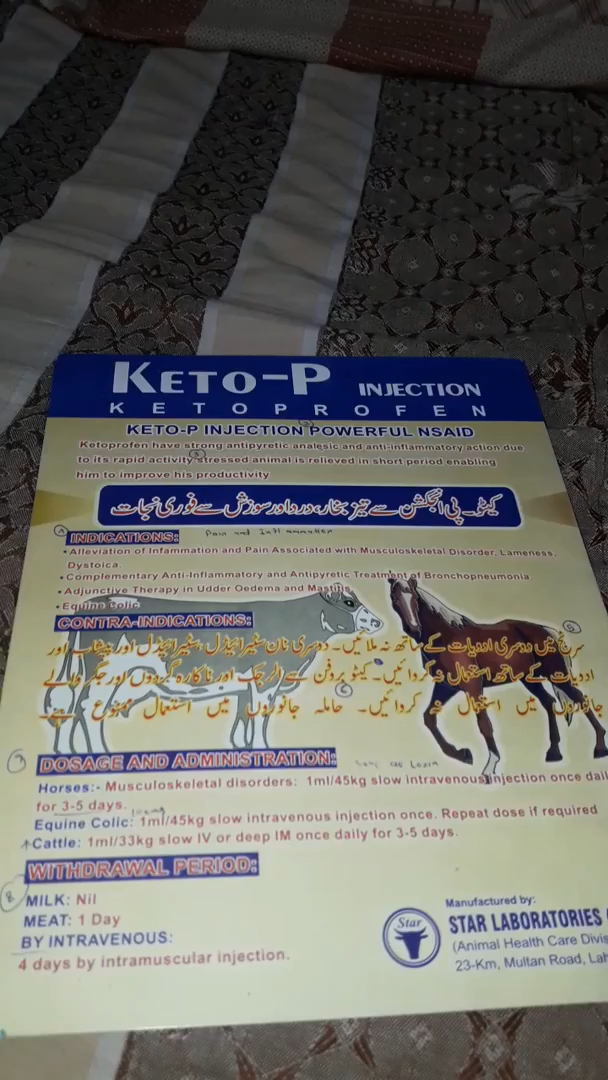 KETO-P INJECTION
KETOPROFEN
KETO-P INJECTION POWERFUL NSAID
Ketoprofen have strong antipyretic analesic and anti-inflammatory action due
to its rapid activity stressed animal is relieved in short period enabling
him to improve his productivity
کیٹو۔پی انجکشن سے تیز بخار، درد اور سوزش سے فوری نجات
INDICATIONS: Pain and Inflammation
• Alleviation of Infammation and Pain Associated with Musculoskeletal Disorder, Lameness,
Dystoica.
• Complementary Anti-Inflammatory and Antipyretic Treatment of Bronchopneumonia
• Adjunctive Therapy in Udder Oedema and Mastitis
• Equine Colic
CONTRA-INDICATIONS:
سرنج میں دوسری ادویات کے ساتھ نہ ملائیں۔ دوسری نان سٹیرائیڈل، سٹیرائیڈل اور پیشاب اور
ادویات کے ساتھ استعمال نہ کروائیں۔ کیٹو پروفن سے الرجک اور ناکارہ گردوں اور جگر والے
جانوروں میں استعمال نہ کروائیں۔ حاملہ جانوروں میں استعمال ممنوع ہے۔
7 DOSAGE AND ADMINISTRATION:
Horses:- Musculoskeletal disorders: 1ml/45kg slow intravenous injection once dail
for 3-5 days.
Equine Colic: 1ml/45kg slow intravenous injection once. Repeat dose if required
Cattle: 1ml/33kg slow IV or deep IM once daily for 3-5 days.
WITHDRAWAL PERIOD:
8 MILK: Nil
MEAT: 1 Day
BY INTRAVENOUS:
4 days by intramuscular injection.
Manufactured by:
Star STAR LABORATORIES
(Animal Health Care Divis
23-Km, Multan Road, Lah